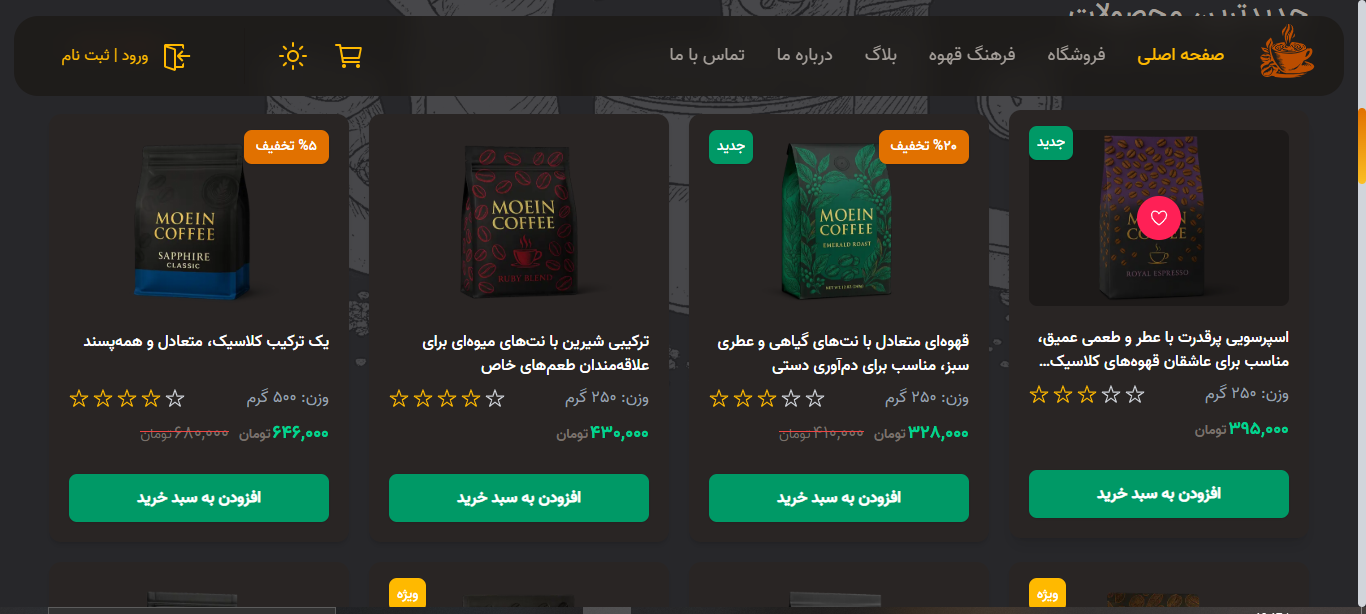 جدیدترین محصولات
صفحه اصلی
فروشگاه
فرهنگ قهوه
بلاگ
درباره ما
تماس با ما
ورود | ثبت نام
جدید
MOEIN
COFFEE
ROYAL ESPRESSO
اسپرسویی پرقدرت با عطر و طعمی عمیق،
مناسب برای عاشقان قهوه‌های کلاسیک...
وزن: ۲۵۰ گرم
۳۹۵,۰۰۰ تومان
افزودن به سبد خرید
۲۰% تخفیف
جدید
MOEIN
COFFEE
EMERALD ROAST
قهوه‌ای متعادل با نت‌های گیاهی و عطری
سبز، مناسب برای دم‌آوری دستی
وزن: ۲۵۰ گرم
۳۲۸,۰۰۰ تومان ۴۱۰,۰۰۰ تومان
افزودن به سبد خرید
MOEIN
COFFEE
RUBY BLEND
ترکیبی شیرین با نت‌های میوه‌ای برای
علاقه‌مندان طعم‌های خاص
وزن: ۲۵۰ گرم
۴۳۰,۰۰۰ تومان
افزودن به سبد خرید
۵% تخفیف
MOEIN
COFFEE
SAPPHIRE
CLASSIC
یک ترکیب کلاسیک، متعادل و همه‌پسند
وزن: ۵۰۰ گرم
۶۴۶,۰۰۰ تومان ۶۸۰,۰۰۰ تومان
افزودن به سبد خرید
ویژه
ویژه